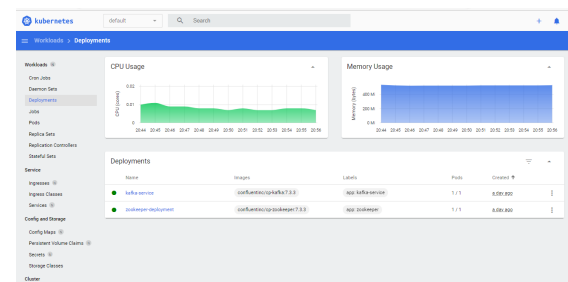 kubernetes
default
Search
Workloads > Deployments
Workloads N
Cron Jobs
Daemon Sets
Deployments
Jobs
Pods
Replica Sets
Replication Controllers
Stateful Sets
Service
Ingresses N
Ingress Classes
Services N
Config and Storage
Config Maps N
Persistent Volume Claims N
Secrets N
Storage Classes
Cluster
CPU Usage
CPU (cores)
0.02
0.01
0
20:44 20:45 20:46 20:47 20:48 20:49 20:50 20:51 20:52 20:53 20:54 20:55 20:56
Memory Usage
Memory (bytes)
400 Mi
200 Mi
0 Mi
20:44 20:45 20:46 20:47 20:48 20:49 20:50 20:51 20:52 20:53 20:54 20:55 20:56
Deployments
Name Images Labels Pods Created
kafka-service confluentinc/cp-kafka:7.3.3 app: kafka-service 1 / 1 a day ago
zookeeper-deployment confluentinc/cp-zookeeper:7.3.3 app: zookeeper 1 / 1 a day ago